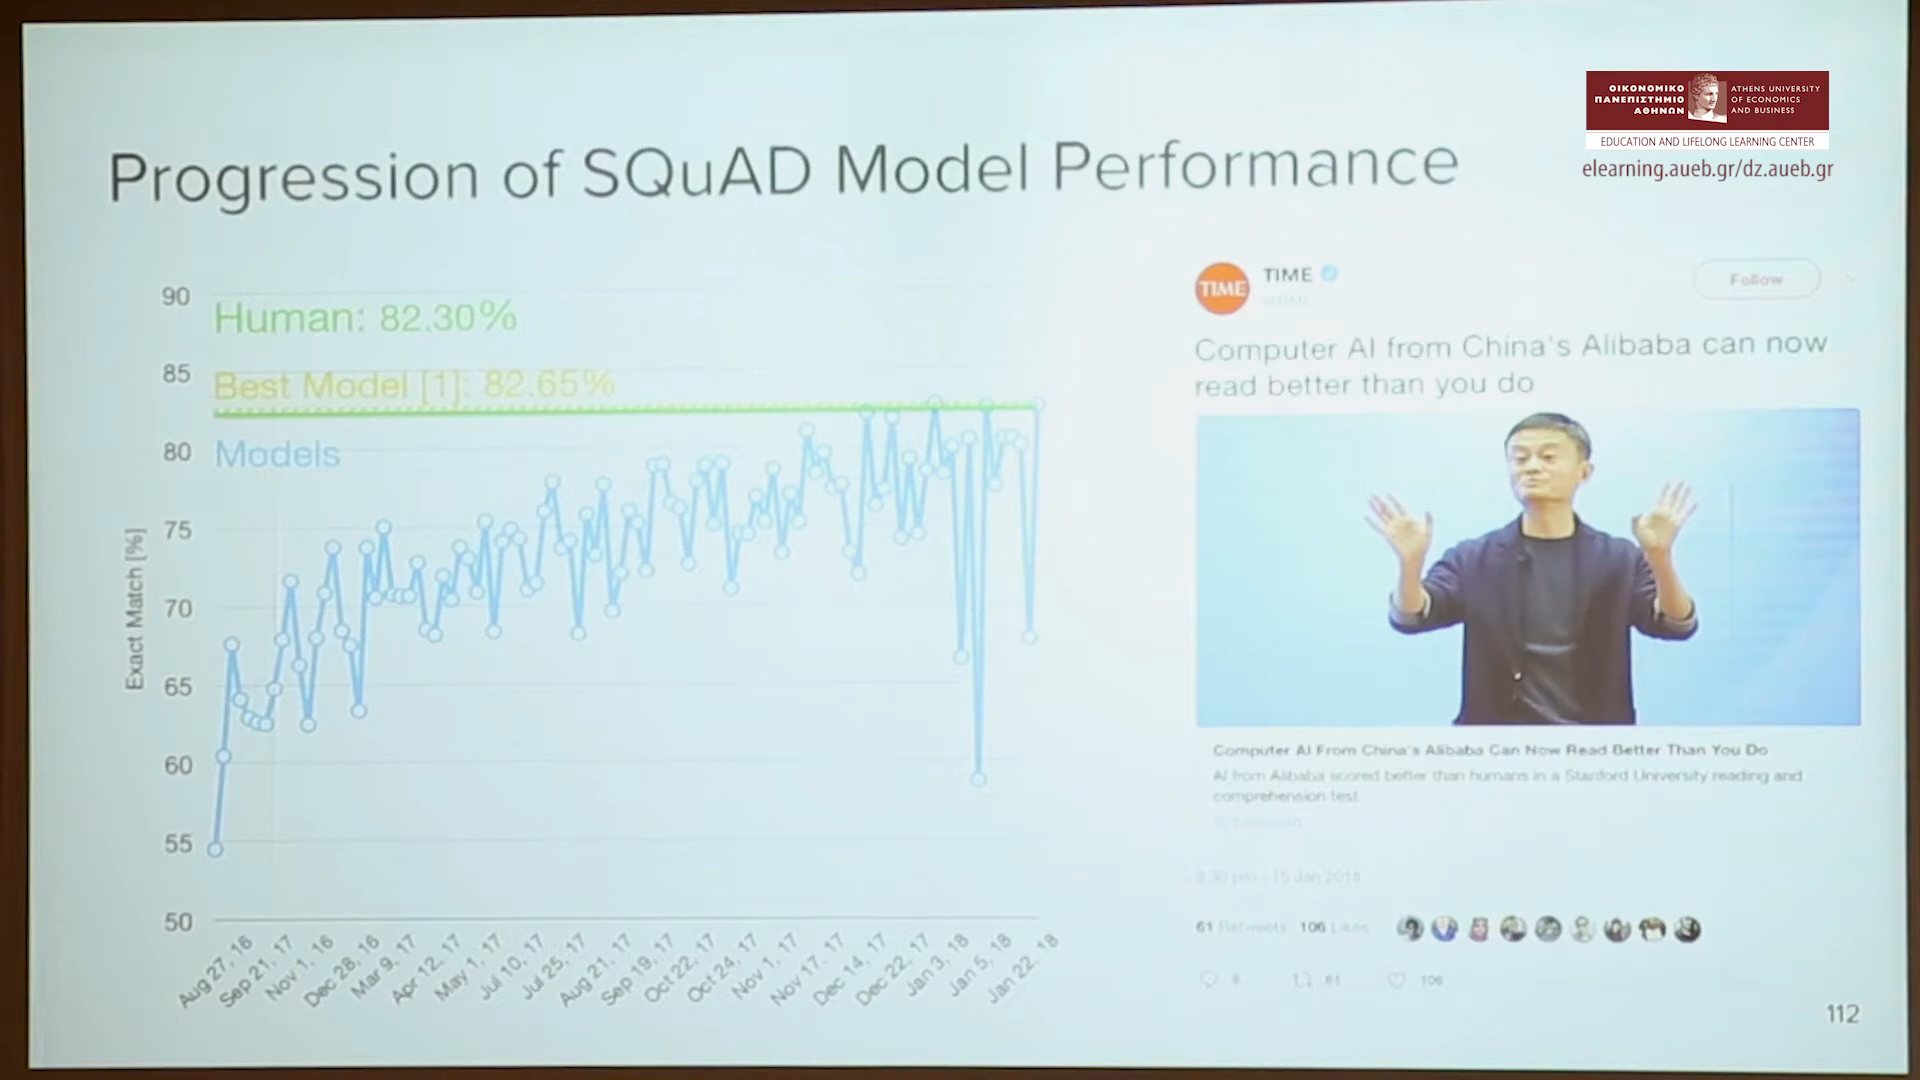 ΟΙΚΟΝΟΜΙΚΟ
ΠΑΝΕΠΙΣΤΗΜΙΟ
ΑΘΗΝΩΝ
ATHENS UNIVERSITY
OF ECONOMICS
AND BUSINESS
EDUCATION AND LIFELONG LEARNING CENTER
elearning.aueb.gr/dz.aueb.gr
Progression of SQuAD Model Performance
90
85
80
75
70
65
60
55
50
Exact Match [%]
Human: 82.30%
Best Model [1]: 82.65%
Models
Aug 27, 16
Sep 21, 17
Nov 1, 16
Dec 28, 16
Mar 9, 17
Apr 12, 17
May 1, 17
Jul 10, 17
Jul 25, 17
Aug 21, 17
Sep 19, 17
Oct 22, 17
Oct 24, 17
Nov 1, 17
Nov 17, 17
Dec 14, 17
Dec 22, 17
Jan 3, 18
Jan 5, 18
Jan 22, 18
TIME
TIME
Follow
Computer AI from China's Alibaba can now
read better than you do
Computer AI From China's Alibaba Can Now Read Better Than You Do
AI from Alibaba scored better than humans in a Stanford University reading and
comprehension test
9:30 pm - 15 Jan 2018
61 Retweets 106 Likes
9 61 106
112